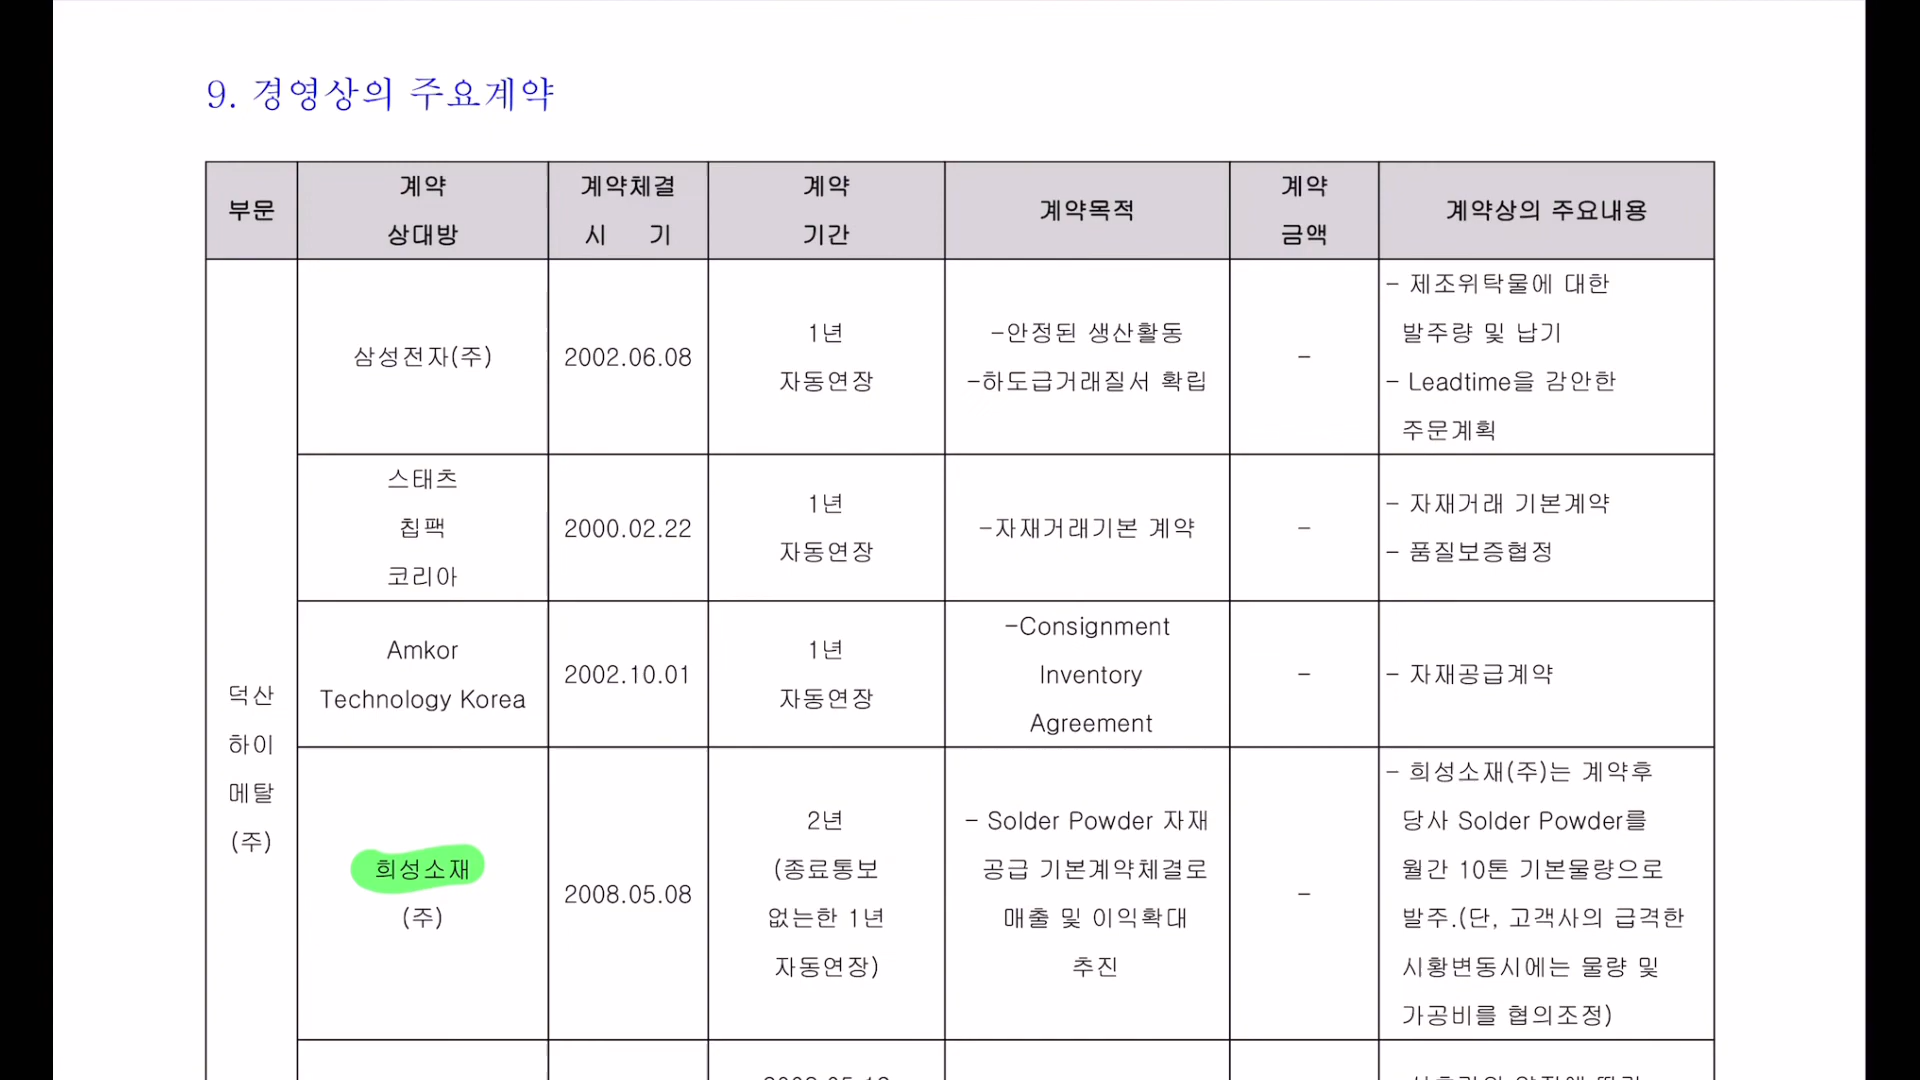 9. 경영상의 주요계약
부문
계약
상대방
계약체결
시 기
계약
기간
계약목적
계약
금액
계약상의 주요내용
덕산
하이
메탈
(주)
삼성전자(주)
2002.06.08
1년
자동연장
-안정된 생산활동
-하도급거래질서 확립
-
- 제조위탁물에 대한
발주량 및 납기
- Leadtime을 감안한
주문계획
스태츠
칩팩
코리아
2000.02.22
1년
자동연장
-자재거래기본 계약
-
- 자재거래 기본계약
- 품질보증협정
Amkor
Technology Korea
2002.10.01
1년
자동연장
-Consignment
Inventory
Agreement
-
- 자재공급계약
희성소재
(주)
2008.05.08
2년
(종료통보
없는한 1년
자동연장)
- Solder Powder 자재
공급 기본계약체결로
매출 및 이익확대
추진
-
- 희성소재(주)는 계약후
당사 Solder Powder를
월간 10톤 기본물량으로
발주.(단, 고객사의 급격한
시황변동시에는 물량 및
가공비를 협의조정)